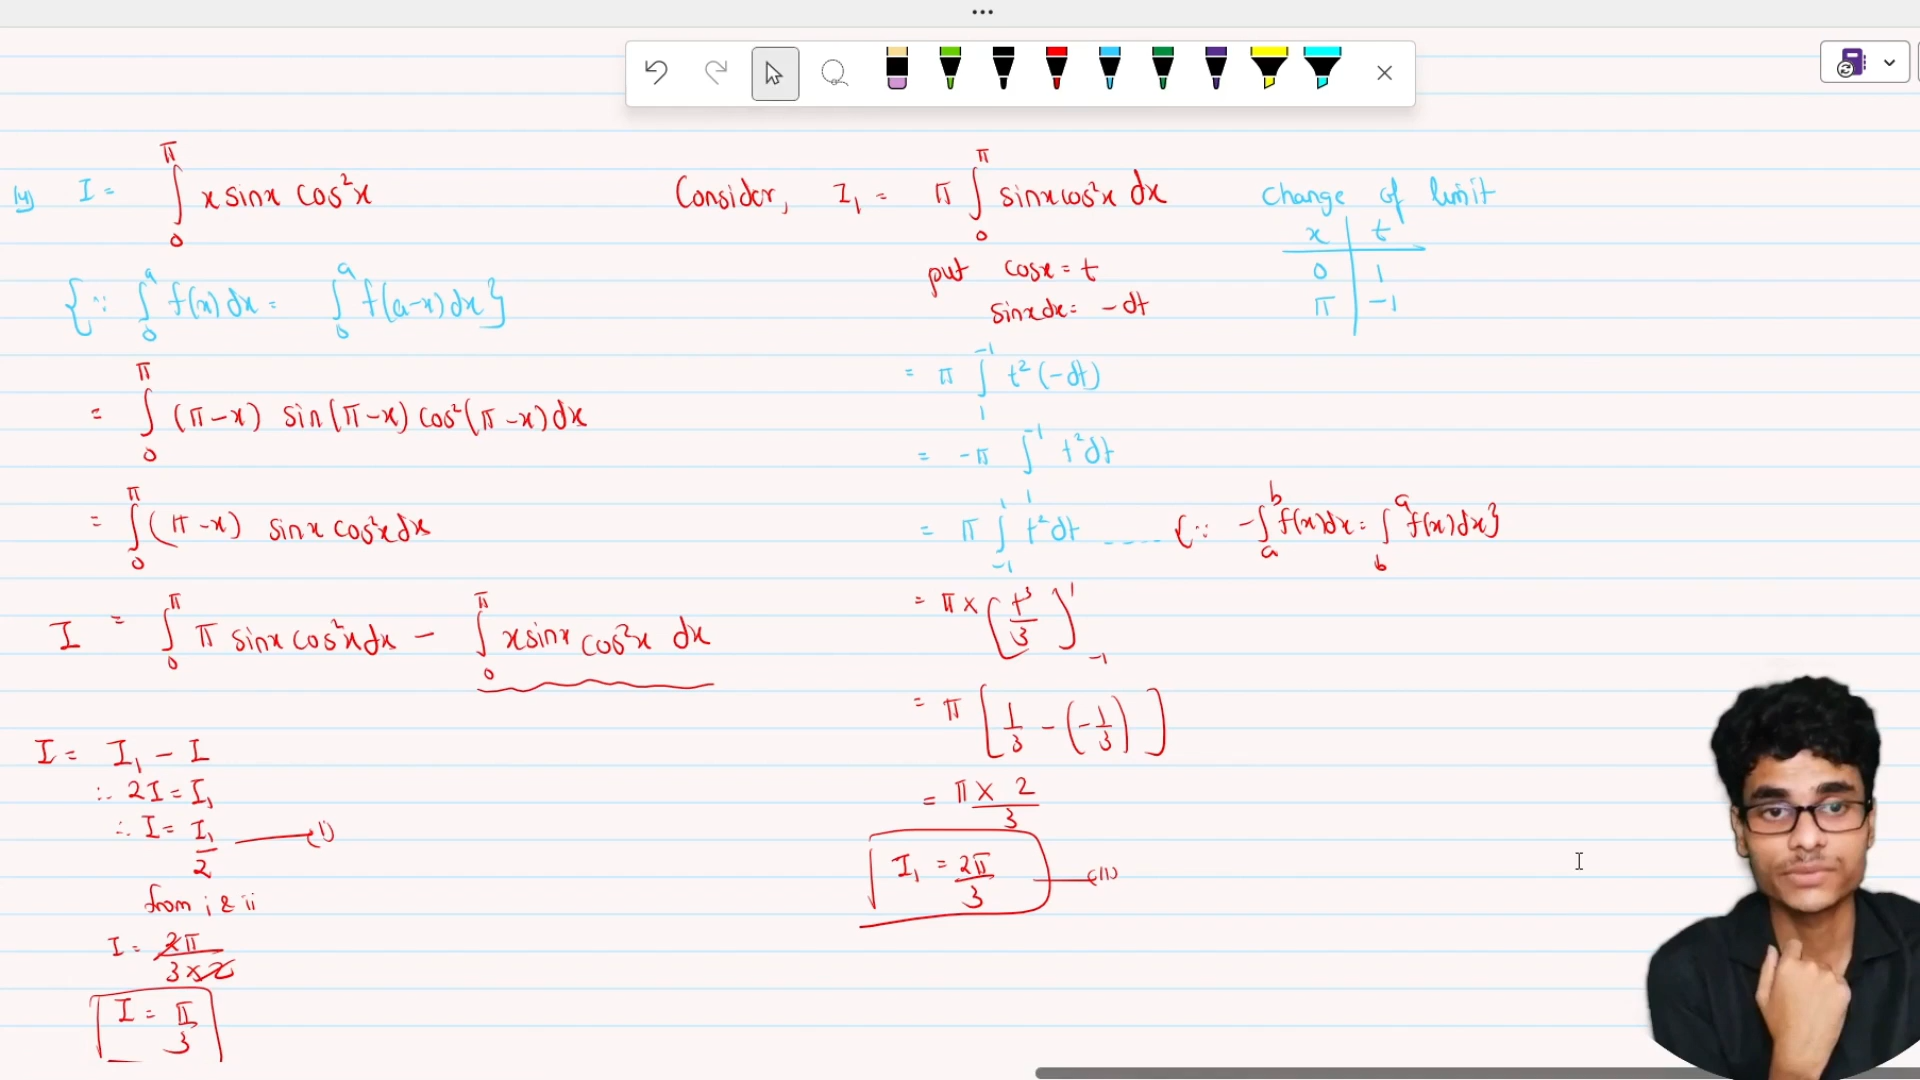 14) I = ∫₀^π x sinx cos²x
{∵ ∫₀^a f(x) dx = ∫₀^a f(a-x) dx}
= ∫₀^π (π-x) sin(π-x) cos²(π-x) dx
= ∫₀^π (π-x) sinx cos²x dx
I = ∫₀^π π sinx cos²x dx - ∫₀^π x sinx cos²x dx
I = I₁ - I
∴ 2I = I₁
∴ I = I₁/2 —(i)
from i & ii
I = 2π/(3×2)
I = π/3
Consider, I₁ = π ∫₀^π sinx cos²x dx
put cosx = t
sinx dx = -dt
= π ∫₁^-1 t² (-dt)
= -π ∫₁^-1 t² dt
= π ∫₋₁^1 t² dt ---- {∵ -∫ₐ^b f(x) dx = ∫_b^a f(x) dx}
= π × [t³/3]₋₁^1
= π [1/3 - (-1/3)]
= π × 2/3
I₁ = 2π/3 —(ii)
Change of limit
x | t
0 | 1
π | -1